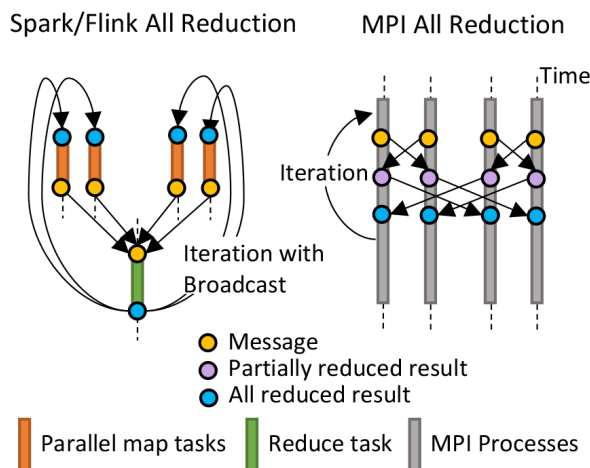 Spark/Flink All Reduction
MPI All Reduction
Time
Iteration
Iteration with
Broadcast
Message
Partially reduced result
All reduced result
Parallel map tasks
Reduce task
MPI Processes